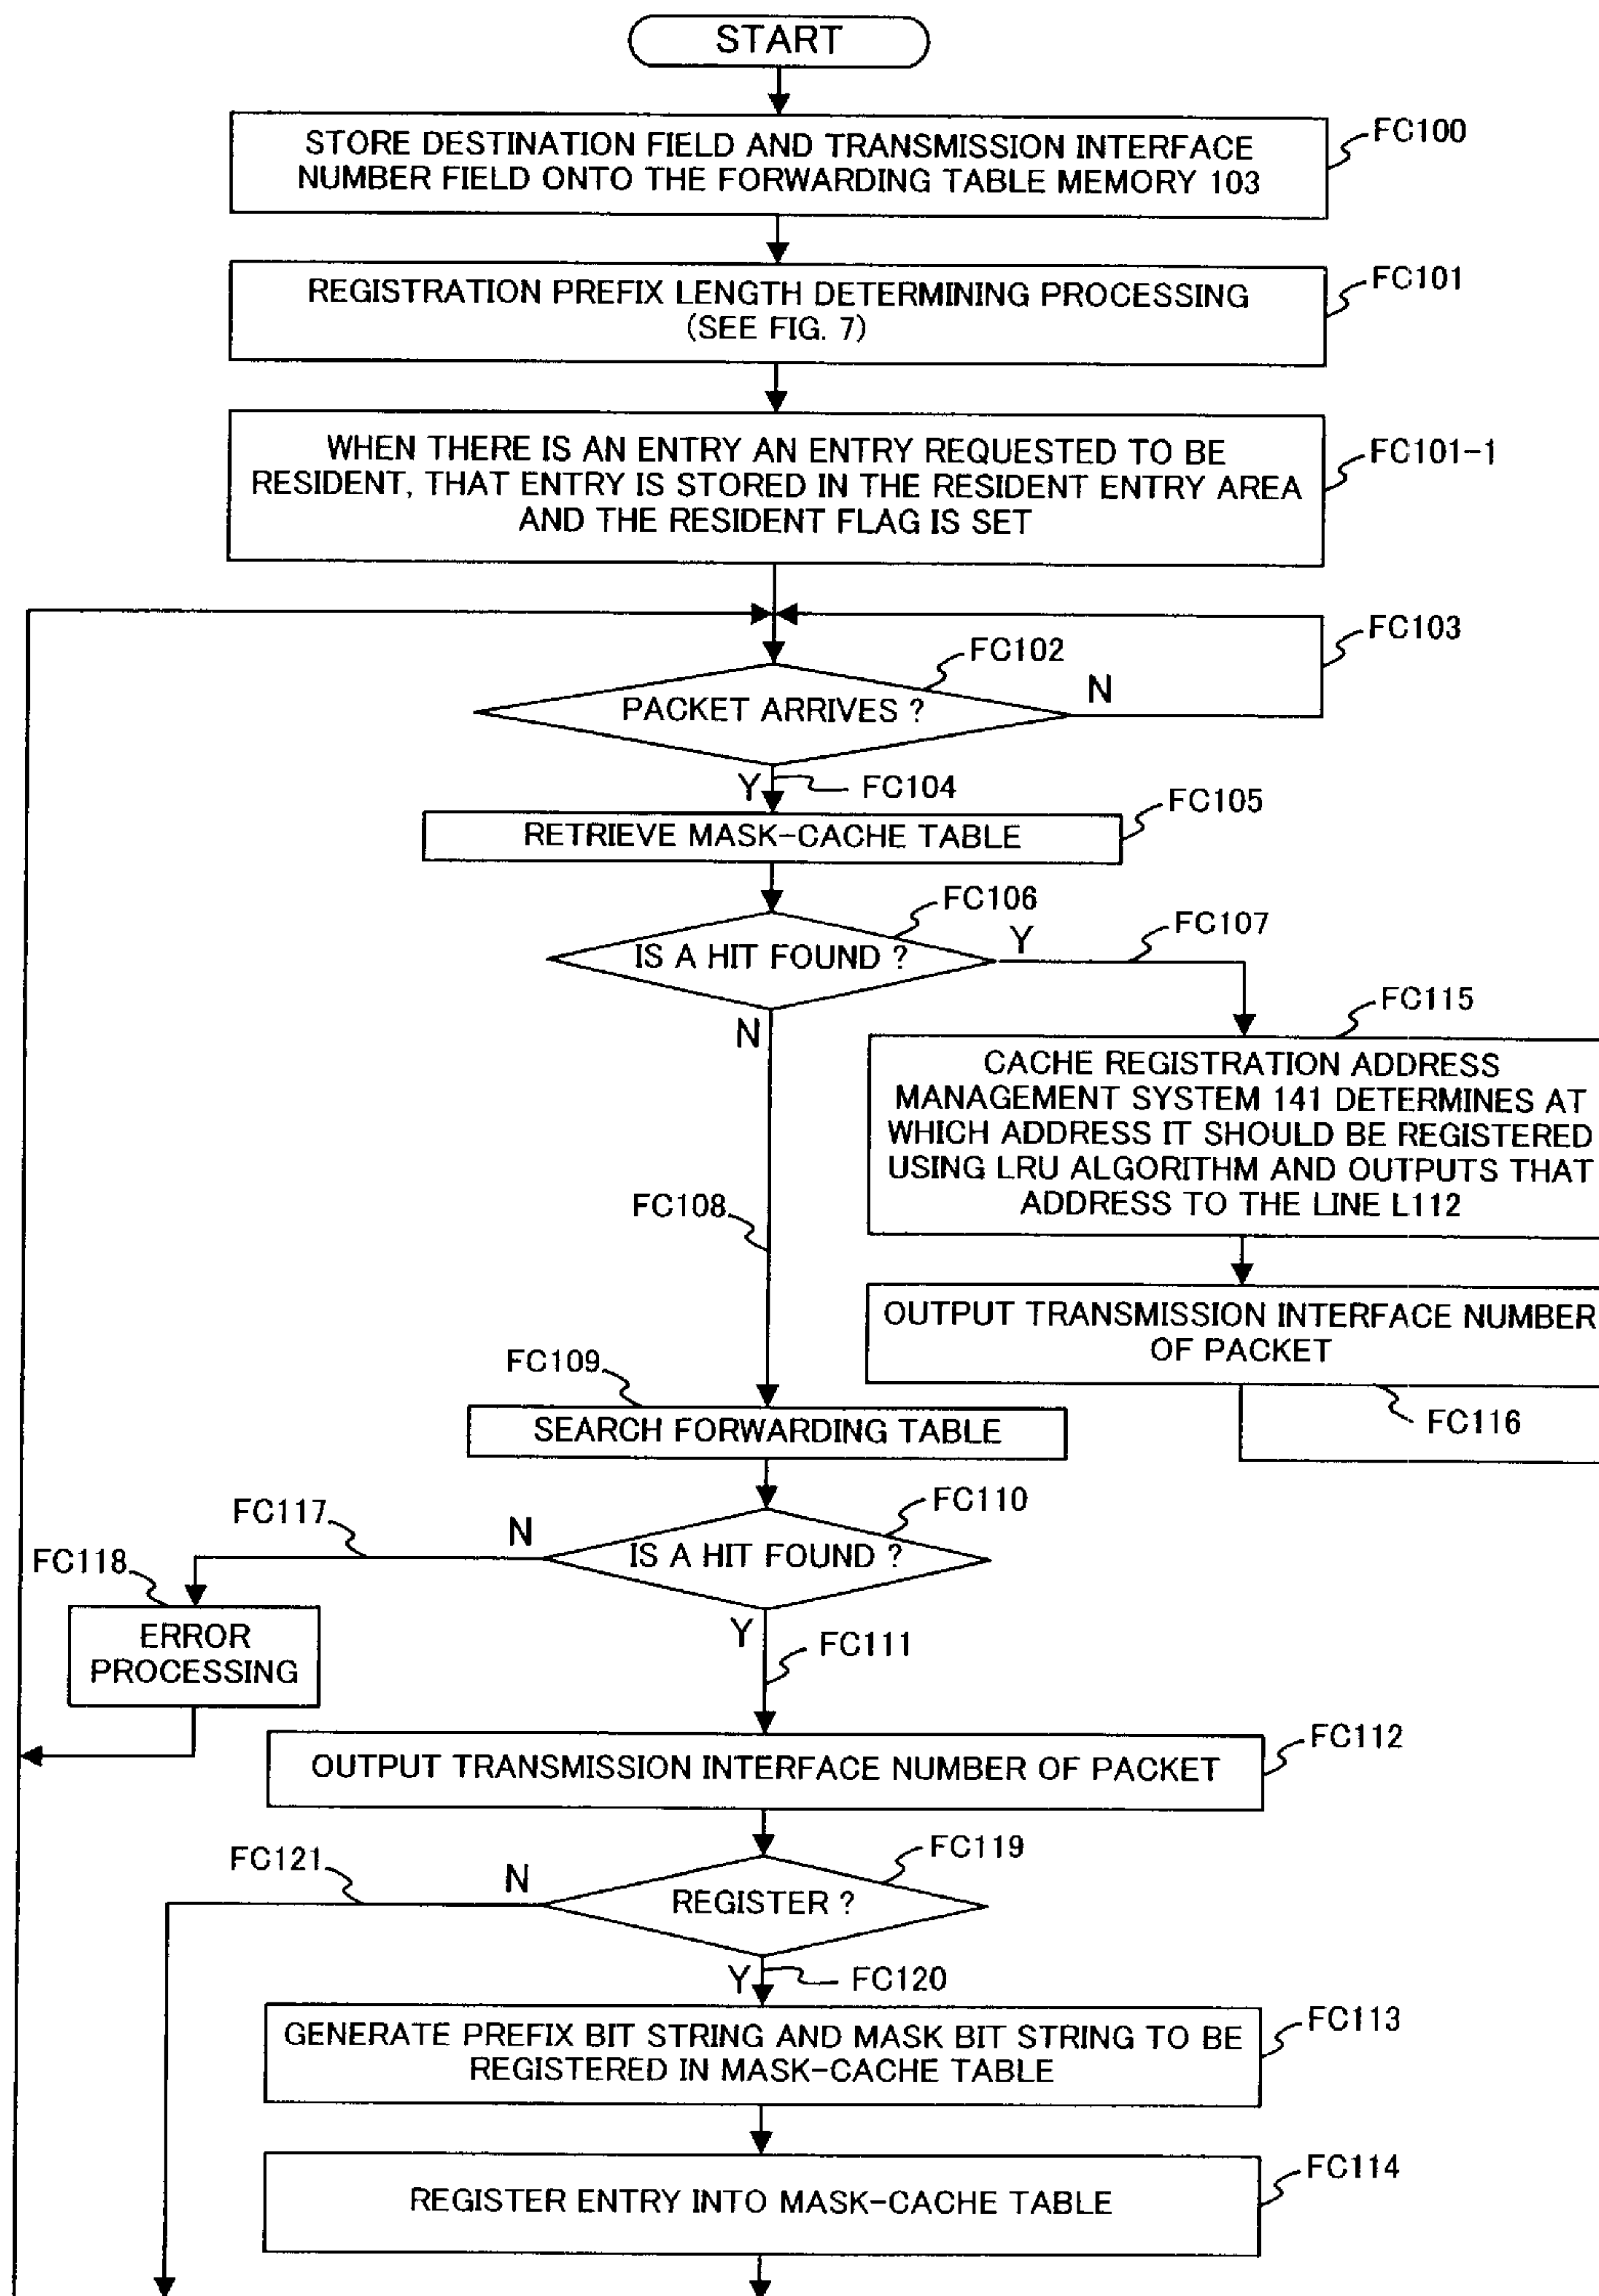 START
STORE DESTINATION FIELD AND TRANSMISSION INTERFACE
NUMBER FIELD ONTO THE FORWARDING TABLE MEMORY 103
FC100
REGISTRATION PREFIX LENGTH DETERMINING PROCESSING
(SEE FIG. 7)
FC101
WHEN THERE IS AN ENTRY AN ENTRY REQUESTED TO BE
RESIDENT, THAT ENTRY IS STORED IN THE RESIDENT ENTRY AREA
AND THE RESIDENT FLAG IS SET
FC101-1
FC103
FC102
PACKET ARRIVES ?
N
Y
FC104
FC105
RETRIEVE MASK-CACHE TABLE
FC106
IS A HIT FOUND ?
Y
FC107
N
FC115
CACHE REGISTRATION ADDRESS
MANAGEMENT SYSTEM 141 DETERMINES AT
WHICH ADDRESS IT SHOULD BE REGISTERED
USING LRU ALGORITHM AND OUTPUTS THAT
ADDRESS TO THE LINE L112
FC108
OUTPUT TRANSMISSION INTERFACE NUMBER
OF PACKET
FC116
FC109
SEARCH FORWARDING TABLE
FC110
IS A HIT FOUND ?
N
FC117
FC118
ERROR
PROCESSING
Y
FC111
OUTPUT TRANSMISSION INTERFACE NUMBER OF PACKET
FC112
FC119
REGISTER ?
N
FC121
Y
FC120
GENERATE PREFIX BIT STRING AND MASK BIT STRING TO BE
REGISTERED IN MASK-CACHE TABLE
FC113
REGISTER ENTRY INTO MASK-CACHE TABLE
FC114